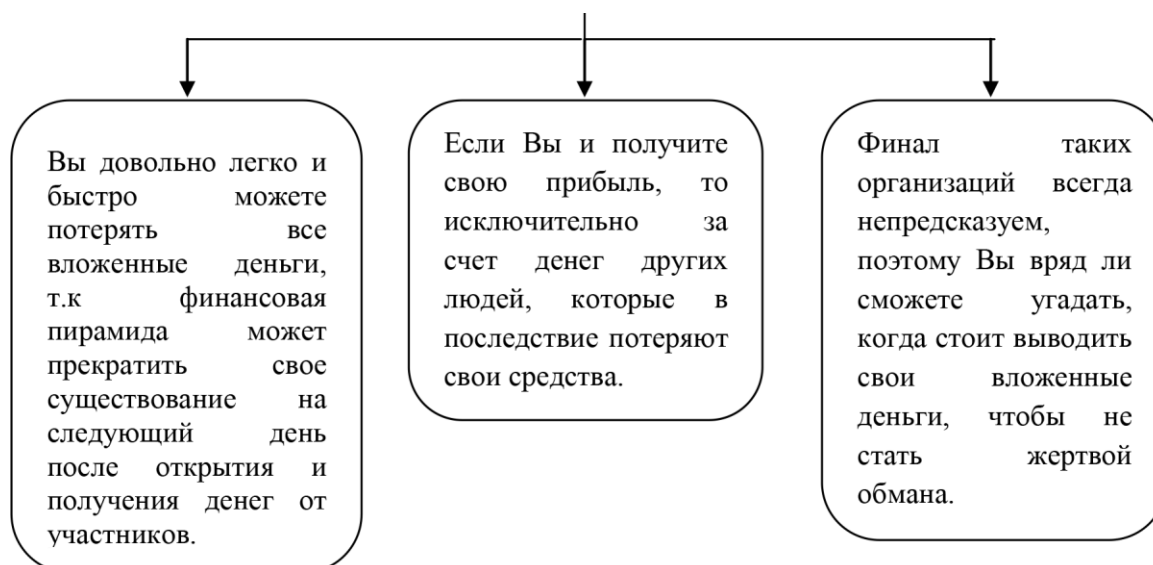 Вы довольно легко и
быстро можете
потерять все
вложенные деньги,
т.к финансовая
пирамида может
прекратить свое
существование на
следующий день
после открытия и
получения денег от
участников.
Если Вы и получите
свою прибыль, то
исключительно за
счет денег других
людей, которые в
последствие потеряют
свои средства.
Финал таких
организаций всегда
непредсказуем,
поэтому Вы вряд ли
сможете угадать,
когда стоит выводить
свои вложенные
деньги, чтобы не
стать жертвой
обмана.